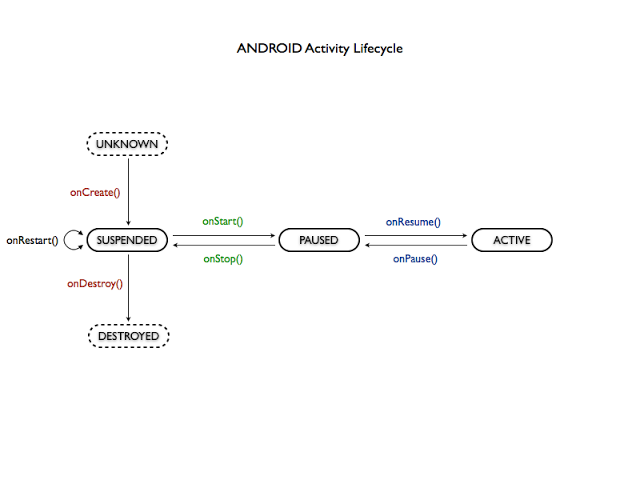 ANDROID Activity Lifecycle
UNKNOWN
onCreate()
onStart()
onResume()
onRestart()
SUSPENDED
PAUSED
ACTIVE
onStop()
onPause()
onDestroy()
DESTROYED